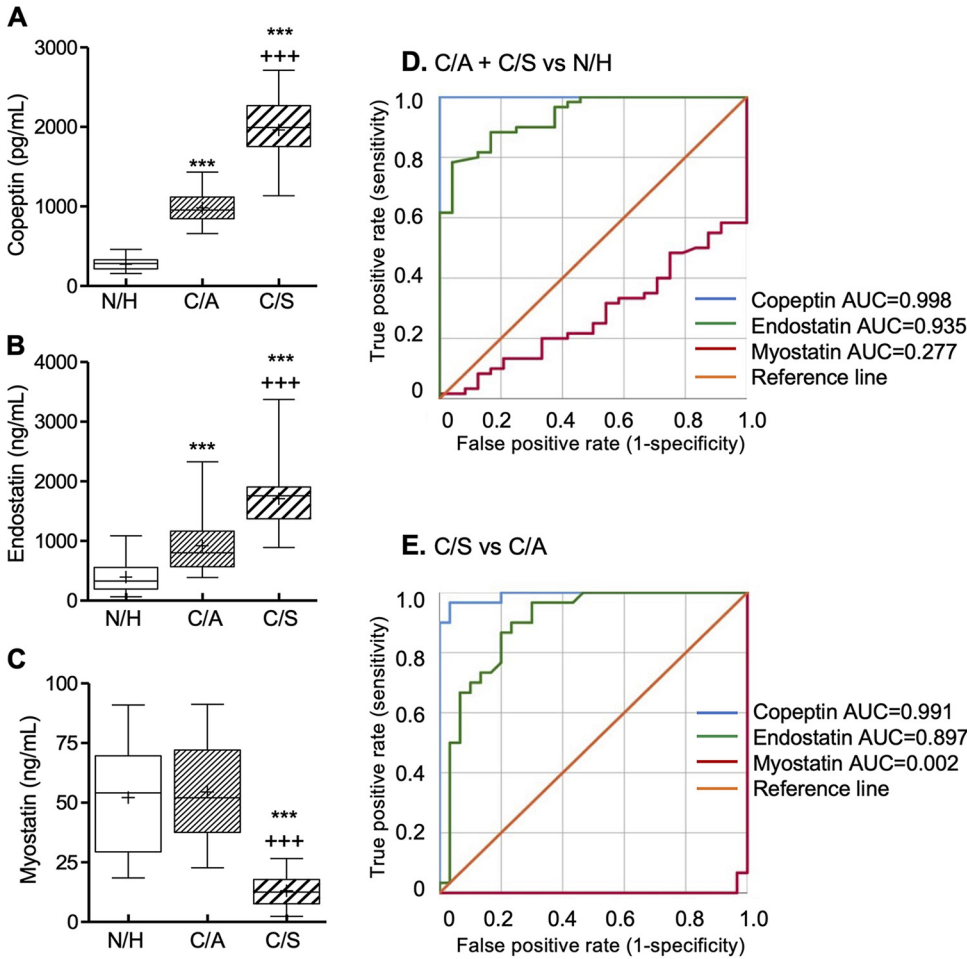 A
Copeptin (pg/mL)
3000
2000
1000
0
***
***
+++
N/H C/A C/S
B
Endostatin (ng/mL)
4000
3000
2000
1000
0
***
***
+++
N/H C/A C/S
C
Myostatin (ng/mL)
100
75
50
25
0
***
+++
N/H C/A C/S
D. C/A + C/S vs N/H
True positive rate (sensitivity)
1.0
0.8
0.6
0.4
0.2
0
Copeptin AUC=0.998
Endostatin AUC=0.935
Myostatin AUC=0.277
Reference line
0 0.2 0.4 0.6 0.8 1.0
False positive rate (1-specificity)
E. C/S vs C/A
True positive rate (sensitivity)
1.0
0.8
0.6
0.4
0.2
0
Copeptin AUC=0.991
Endostatin AUC=0.897
Myostatin AUC=0.002
Reference line
0 0.2 0.4 0.6 0.8 1.0
False positive rate (1-specificity)